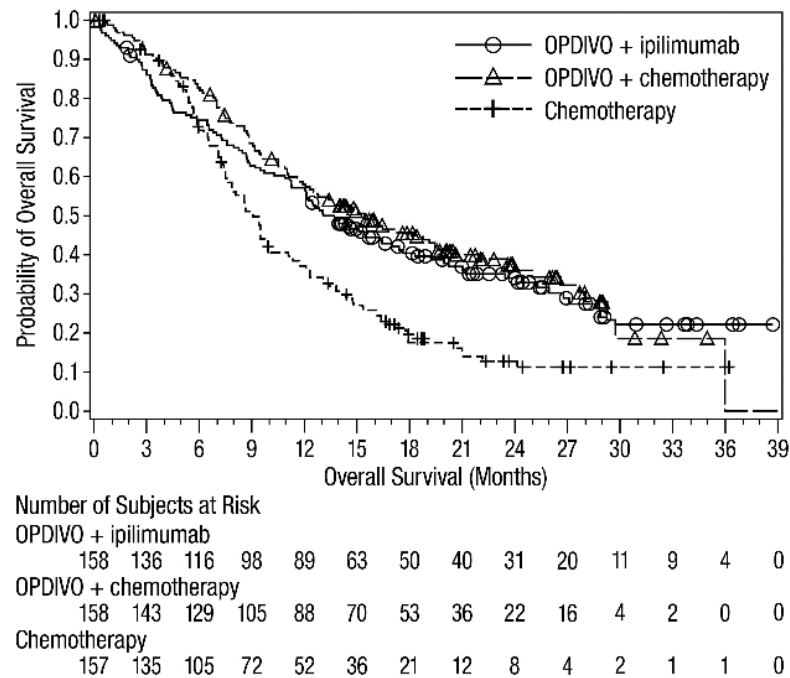 1.0
0.9
0.8
0.7
0.6
0.5
0.4
0.3
0.2
0.1
0.0
Probability of Overall Survival
OPDIVO + ipilimumab
OPDIVO + chemotherapy
Chemotherapy
0 3 6 9 12 15 18 21 24 27 30 33 36 39
Overall Survival (Months)
Number of Subjects at Risk
OPDIVO + ipilimumab
158 136 116 98 89 63 50 40 31 20 11 9 4 0
OPDIVO + chemotherapy
158 143 129 105 88 70 53 36 22 16 4 2 0 0
Chemotherapy
157 135 105 72 52 36 21 12 8 4 2 1 1 0